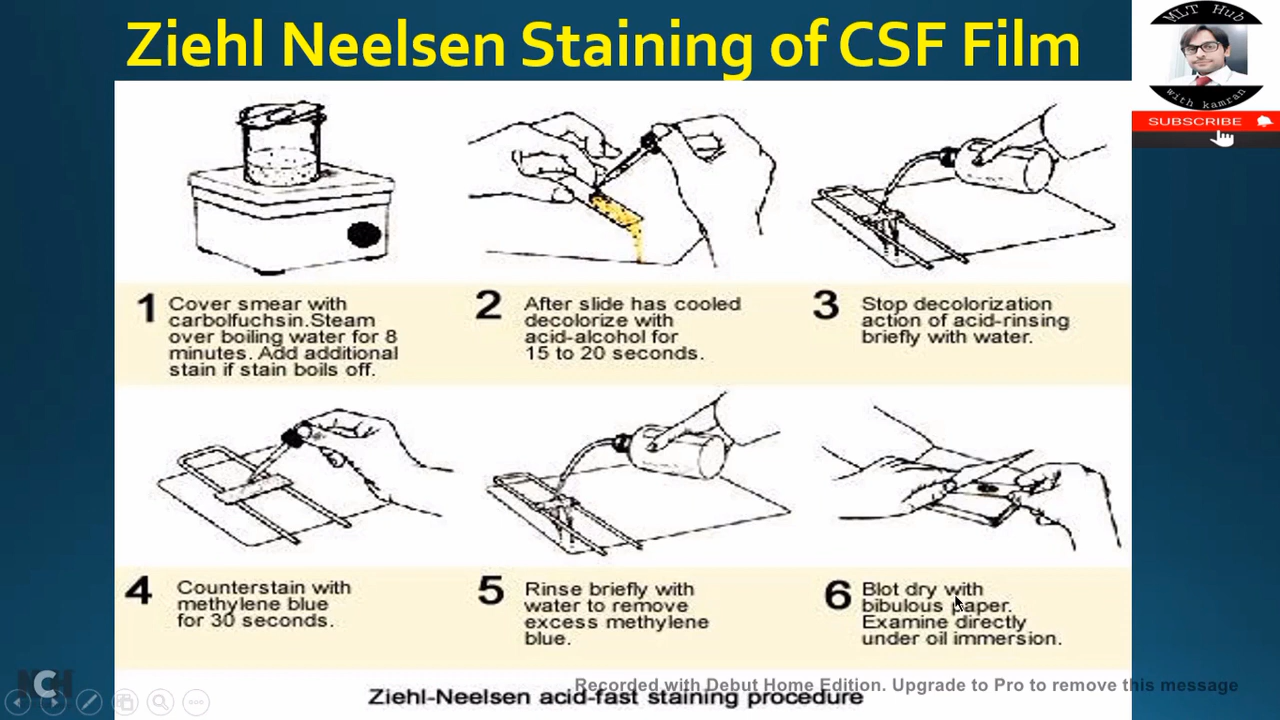 Ziehl Neelsen Staining of CSF Film
MLT Hub
with kamran
SUBSCRIBE
1
Cover smear with
carbolfuchsin.Steam
over boiling water for 8
minutes. Add additional
stain if stain boils off.
2
After slide has cooled
decolorize with
acid-alcohol for
15 to 20 seconds.
3
Stop decolorization
action of acid-rinsing
briefly with water.
4
Counterstain with
methylene blue
for 30 seconds.
5
Rinse briefly with
water to remove
excess methylene
blue.
6
Blot dry with
bibulous paper.
Examine directly
under oil immersion.
Ziehl-Neelsen acid-fast staining procedure
Recorded with Debut Home Edition. Upgrade to Pro to remove this message